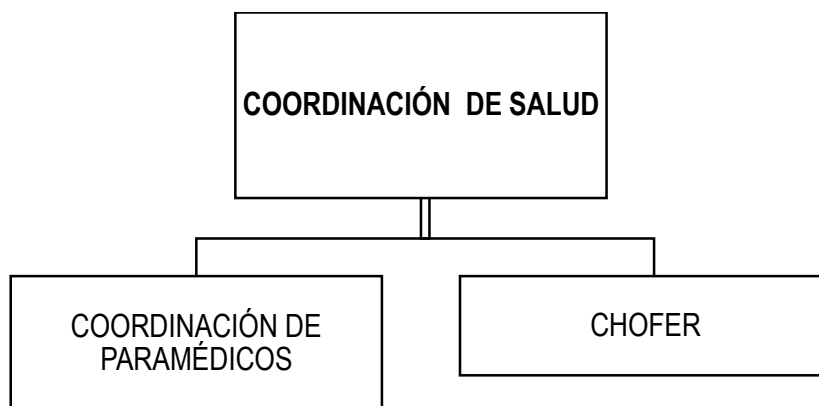 COORDINACIÓN DE SALUD
COORDINACIÓN DE
PARAMÉDICOS
CHOFER